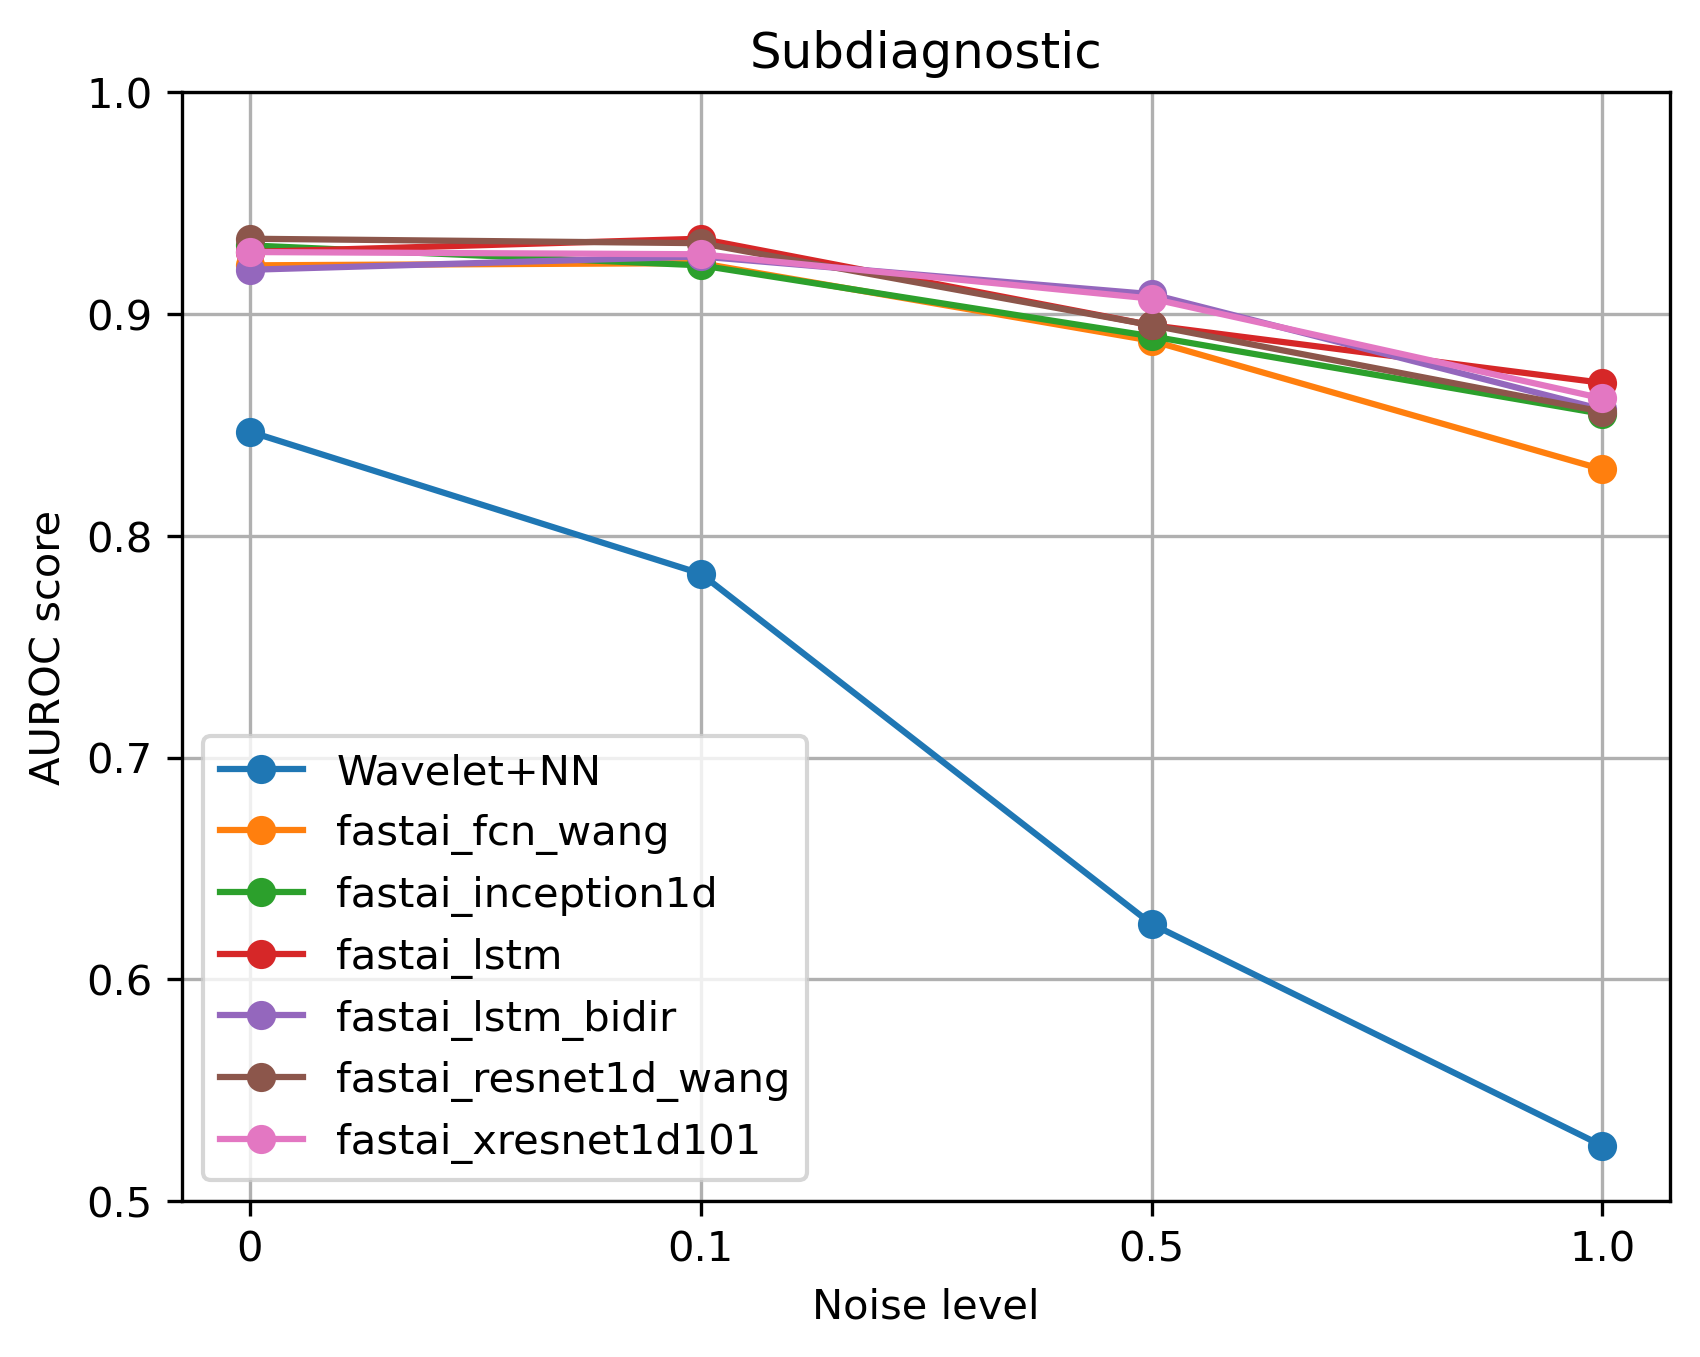 Subdiagnostic
1.0
0.9
0.8
0.7
0.6
0.5
AUROC score
Wavelet+NN
fastai_fcn_wang
fastai_inception1d
fastai_lstm
fastai_lstm_bidir
fastai_resnet1d_wang
fastai_xresnet1d101
0 0.1 0.5 1.0
Noise level